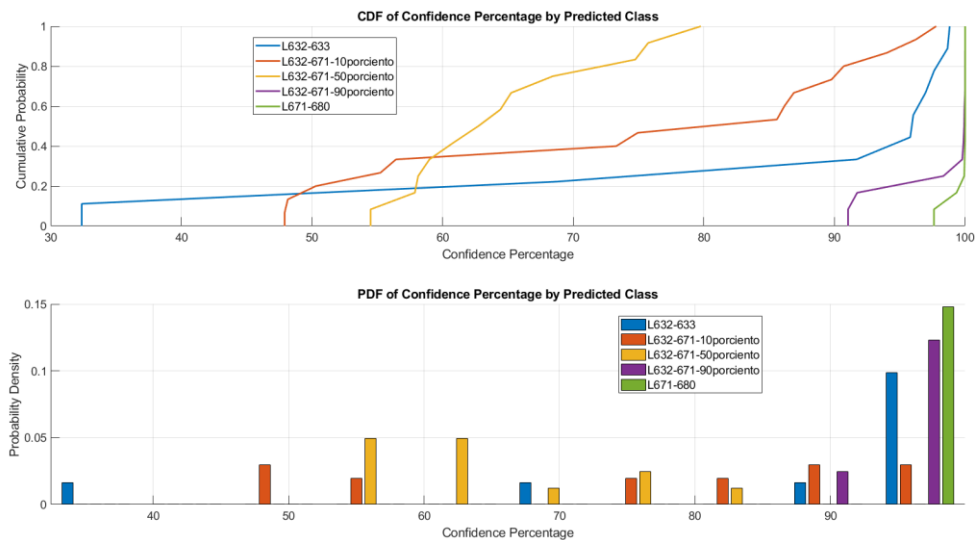 CDF of Confidence Percentage by Predicted Class
Cumulative Probability
1
0.8
0.6
0.4
0.2
0
L632-633
L632-671-10porciento
L632-671-50porciento
L632-671-90porciento
L671-680
30 40 50 60 70 80 90 100
Confidence Percentage
PDF of Confidence Percentage by Predicted Class
Probability Density
0.15
0.1
0.05
0
L632-633
L632-671-10porciento
L632-671-50porciento
L632-671-90porciento
L671-680
40 50 60 70 80 90
Confidence Percentage